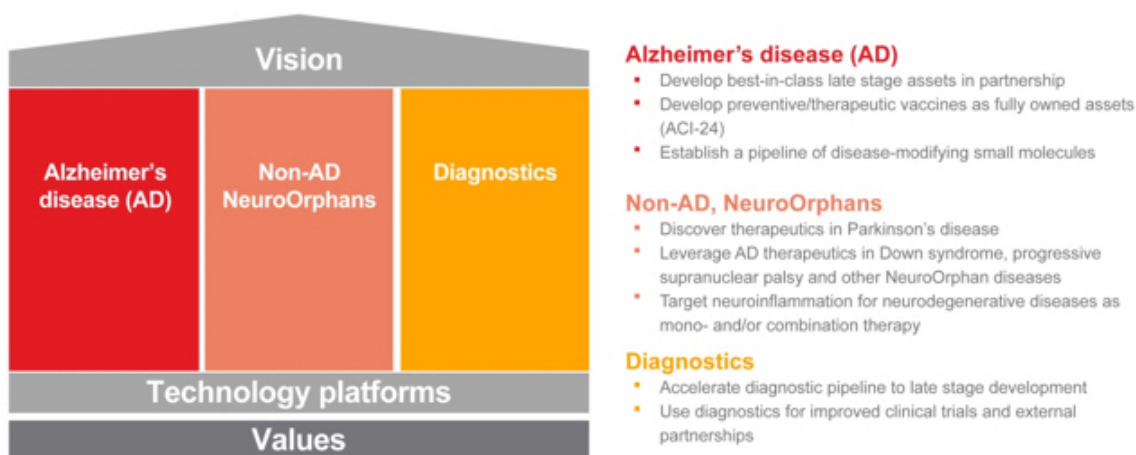 Vision
Alzheimer's
disease (AD)
Non-AD
NeuroOrphans
Diagnostics
Technology platforms
Values
Alzheimer's disease (AD)
▪ Develop best-in-class late stage assets in partnership
▪ Develop preventive/therapeutic vaccines as fully owned assets
(ACI-24)
▪ Establish a pipeline of disease-modifying small molecules
Non-AD, NeuroOrphans
▪ Discover therapeutics in Parkinson's disease
▪ Leverage AD therapeutics in Down syndrome, progressive
supranuclear palsy and other NeuroOrphan diseases
▪ Target neuroinflammation for neurodegenerative diseases as
mono- and/or combination therapy
Diagnostics
▪ Accelerate diagnostic pipeline to late stage development
▪ Use diagnostics for improved clinical trials and external
partnerships